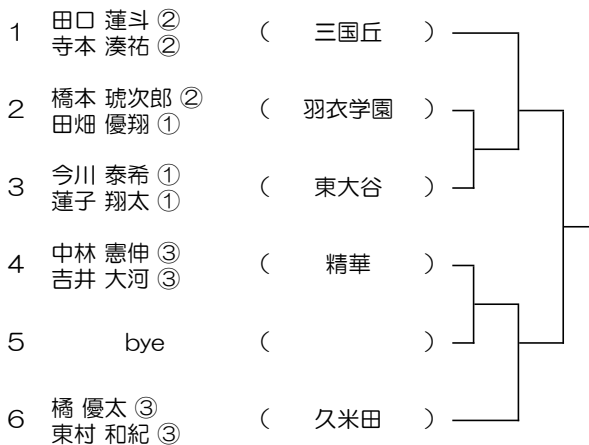 1 田口 蓮斗 ② ( 三国丘 )
寺本 湊祐 ②
2 橋本 琥次郎 ② ( 羽衣学園 )
田畑 優翔 ①
3 今川 泰希 ① ( 東大谷 )
蓮子 翔太 ①
4 中林 憲伸 ③ ( 精華 )
吉井 大河 ③
5 bye ( )
6 橘 優太 ③ ( 久米田 )
東村 和紀 ③